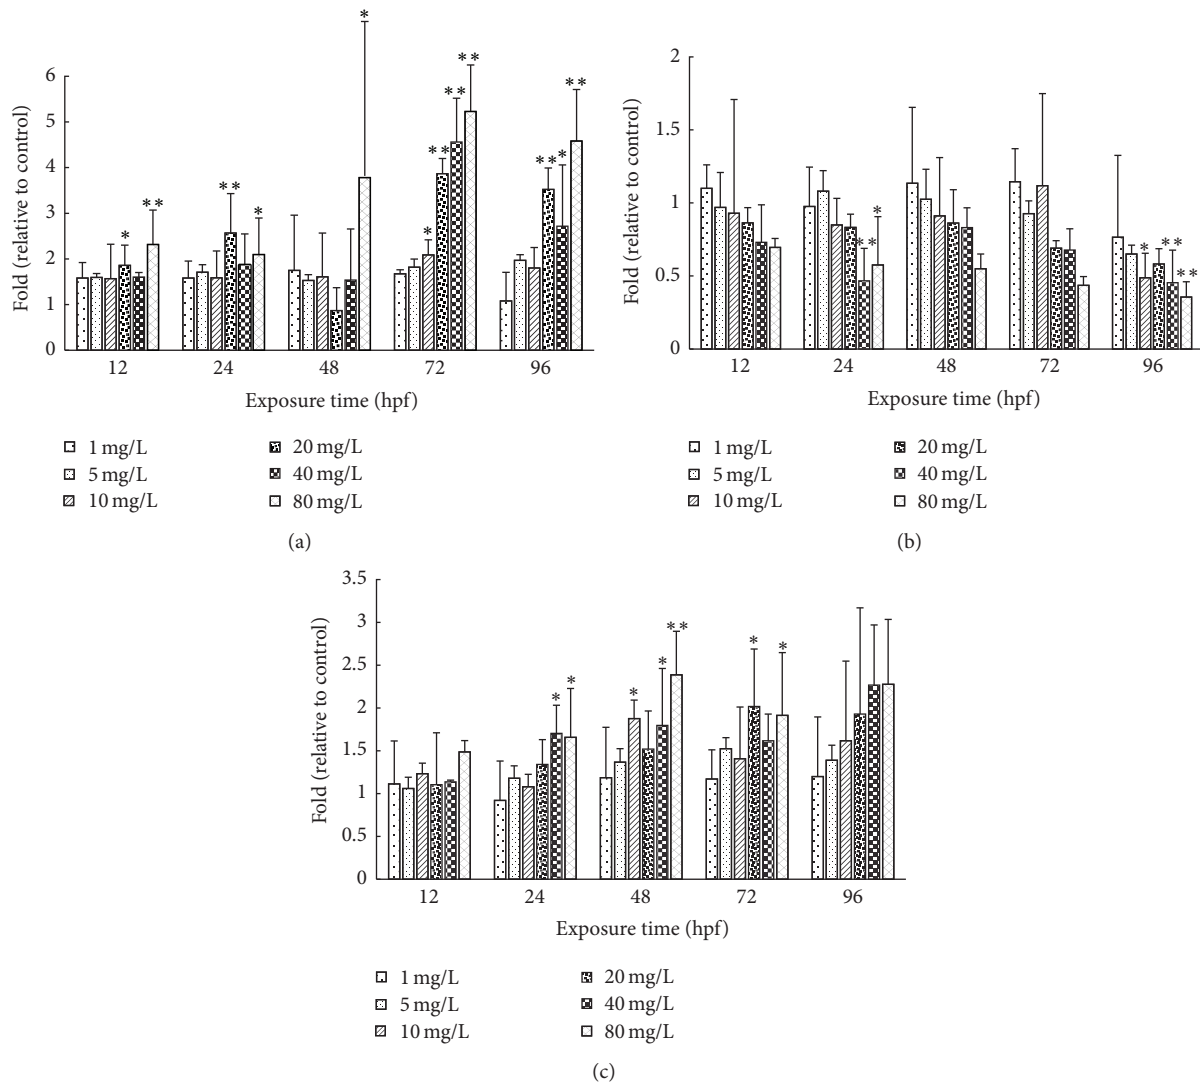 *
6
5
4
3
2
1
0
Fold (relative to control)
* ** ** * * ** ** ** ** * **
12 24 48 72 96
Exposure time (hpf)
1 mg/L 20 mg/L
5 mg/L 40 mg/L
10 mg/L 80 mg/L
(a)
2
1.5
1
0.5
0
Fold (relative to control)
** * * ** **
12 24 48 72 96
Exposure time (hpf)
1 mg/L 20 mg/L
5 mg/L 40 mg/L
10 mg/L 80 mg/L
(b)
3.5
3
2.5
2
1.5
1
0.5
0
Fold (relative to control)
* * * * ** * *
12 24 48 72 96
Exposure time (hpf)
1 mg/L 20 mg/L
5 mg/L 40 mg/L
10 mg/L 80 mg/L
(c)